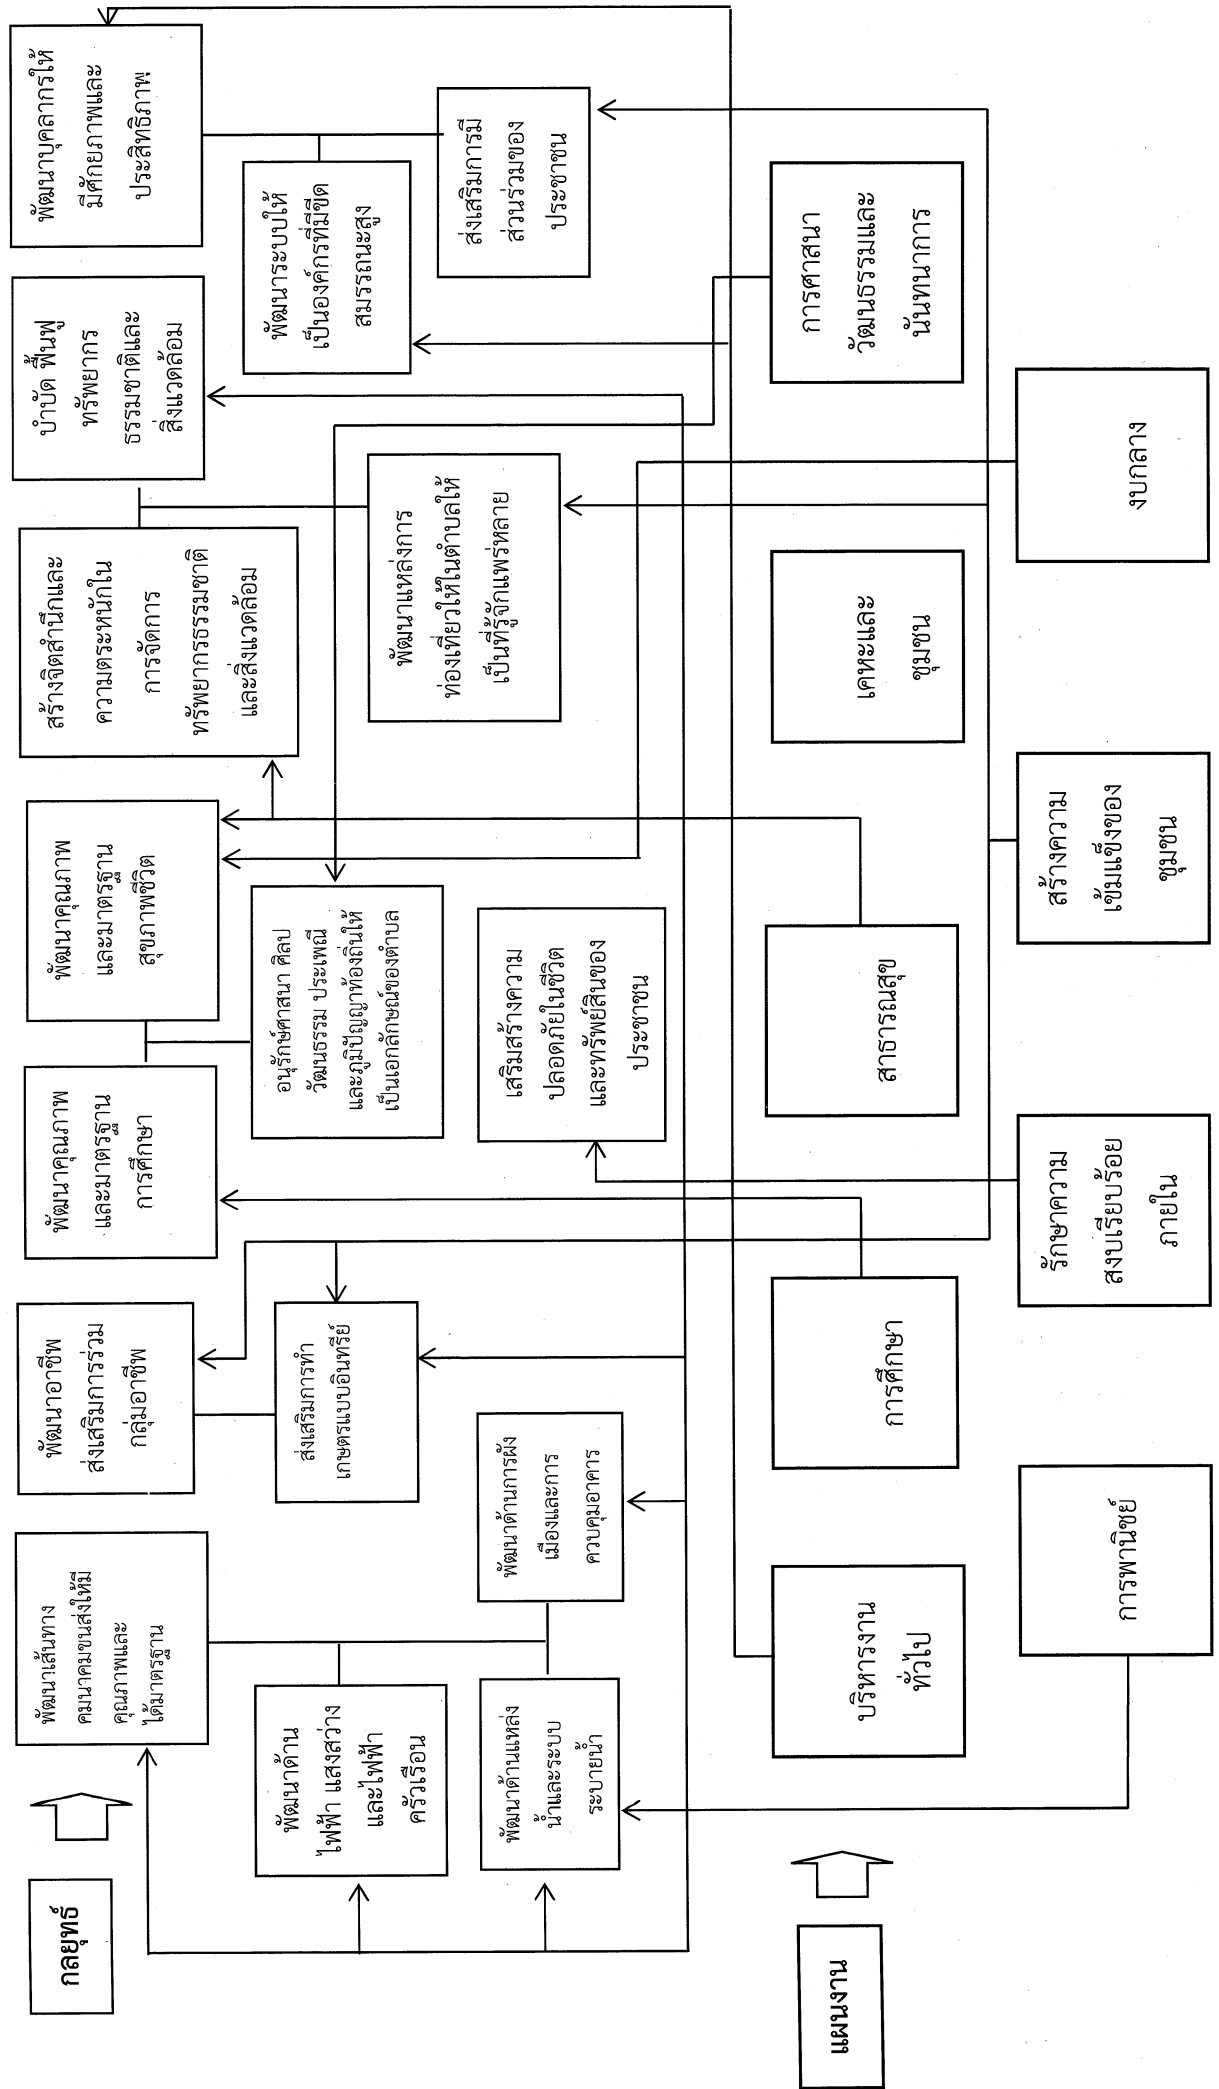 กลยุทธ์
พัฒนาเส้นทาง
คมนาคมขนส่งให้มี
คุณภาพและ
ได้มาตรฐาน
พัฒนาอาชีพ
ส่งเสริมการร่วม
กลุ่มอาชีพ
พัฒนาคุณภาพ
และมาตรฐาน
การศึกษา
พัฒนาคุณภาพ
และมาตรฐาน
สุขภาพชีวิต
สร้างจิตสำนึกและ
ความตระหนักใน
การจัดการ
ทรัพยากรธรรมชาติ
และสิ่งแวดล้อม
บำบัด ฟื้นฟู
ทรัพยากร
ธรรมชาติและ
สิ่งแวดล้อม
พัฒนาบุคลากรให้
มีศักยภาพและ
ประสิทธิภาพ
พัฒนาด้าน
ไฟฟ้า แสงสว่าง
และไฟฟ้า
ครัวเรือน
ส่งเสริมการทำ
เกษตรแบบอินทรีย์
อนุรักษ์ศาสนา ศิลป
วัฒนธรรม ประเพณี
และภูมิปัญญาท้องถิ่นให้
เป็นเอกลักษณ์ของตำบล
พัฒนาแหล่งการ
ท่องเที่ยวให้ในตำบลให้
เป็นที่รู้จักแพร่หลาย
พัฒนาระบบให้
เป็นองค์กรที่มีขีด
สมรรถนะสูง
พัฒนาด้านแหล่ง
น้ำและระบบ
ระบายน้ำ
พัฒนาด้านการผัง
เมืองและการ
ควบคุมอาคาร
เสริมสร้างความ
ปลอดภัยในชีวิต
และทรัพย์สินของ
ประชาชน
ส่งเสริมการมี
ส่วนร่วมของ
ประชาชน
แผนงาน
บริหารงาน
ทั่วไป
การศึกษา
สาธารณสุข
เคหะและ
ชุมชน
การศาสนา
วัฒนธรรมและ
นันทนาการ
การพานิชย์
รักษาความ
สงบเรียบร้อย
ภายใน
สร้างความ
เข้มแข็งของ
ชุมชน
งบกลาง